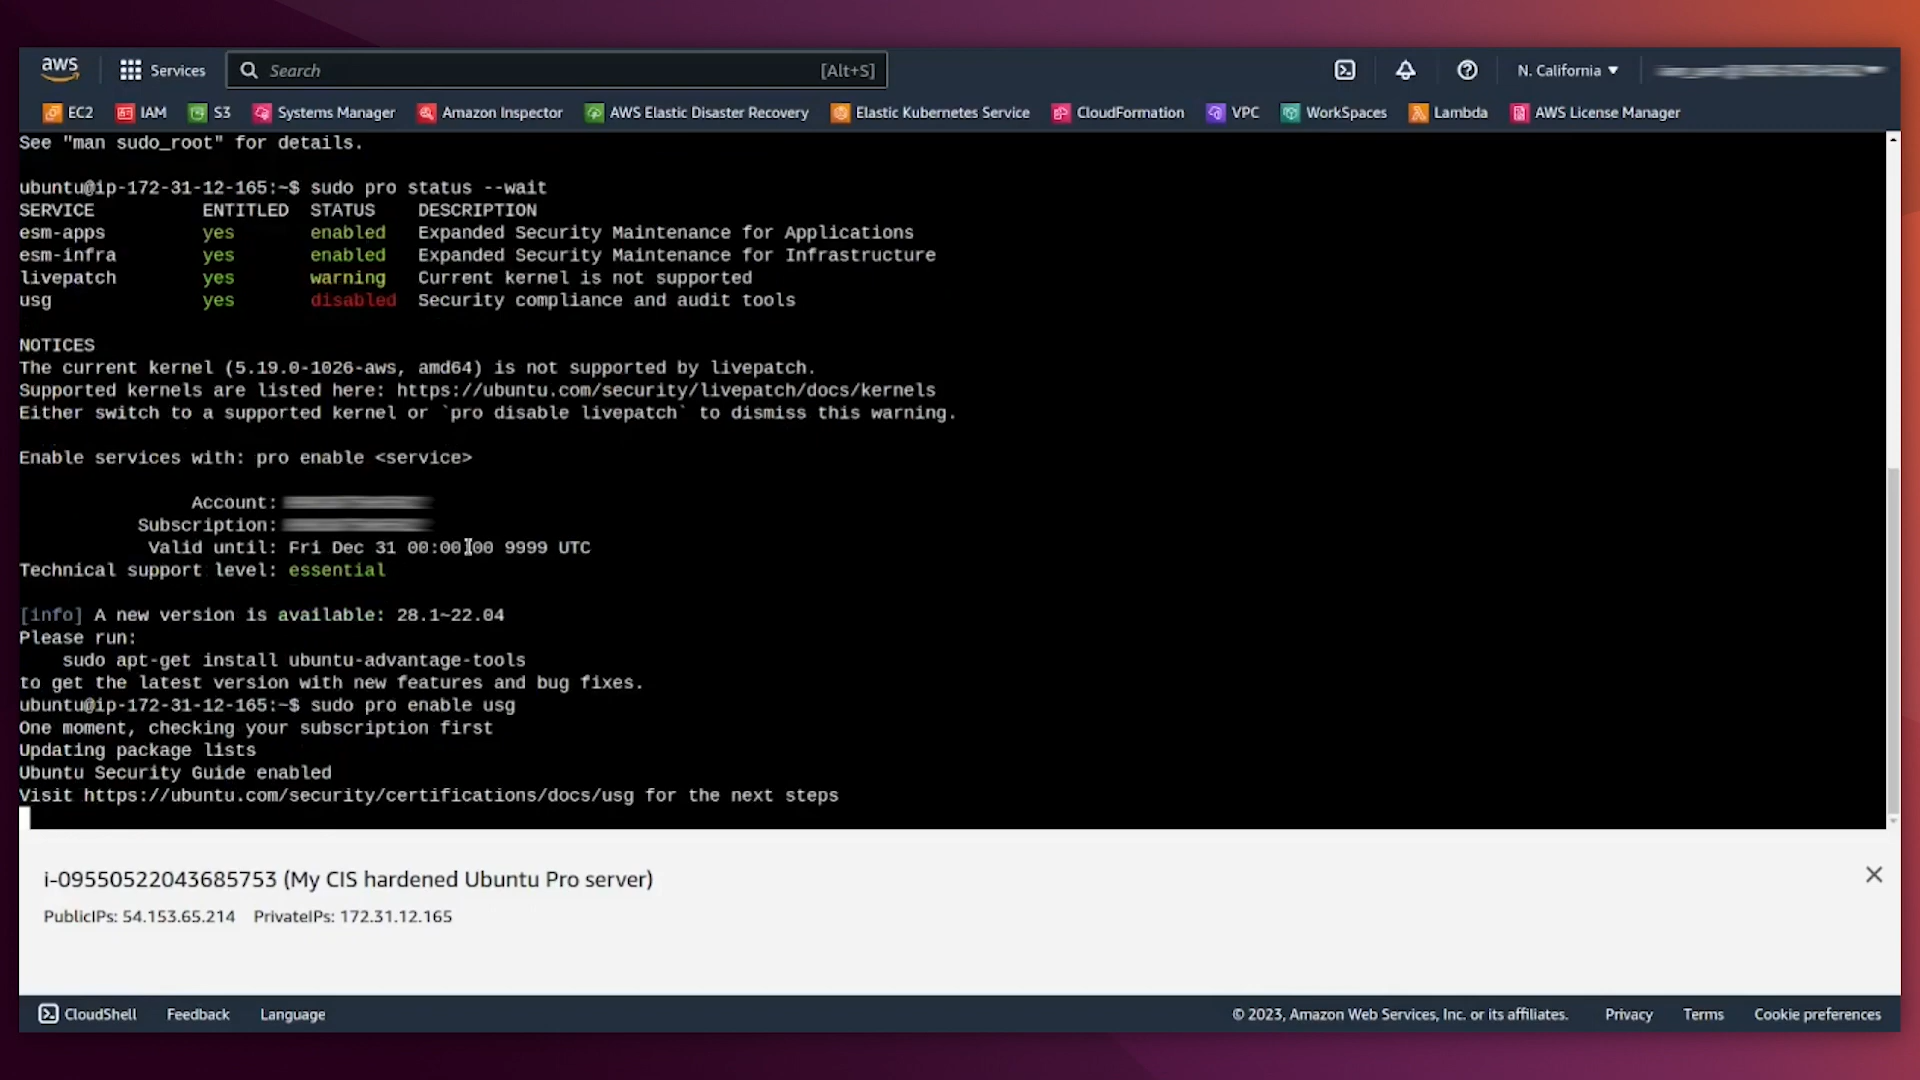 aws Services Search [Alt+S] N. California
EC2 IAM S3 Systems Manager Amazon Inspector AWS Elastic Disaster Recovery Elastic Kubernetes Service CloudFormation VPC WorkSpaces Lambda AWS License Manager
See "man sudo_root" for details.
ubuntu@ip-172-31-12-165:~$ sudo pro status --wait
SERVICE ENTITLED STATUS DESCRIPTION
esm-apps yes enabled Expanded Security Maintenance for Applications
esm-infra yes enabled Expanded Security Maintenance for Infrastructure
livepatch yes warning Current kernel is not supported
usg yes disabled Security compliance and audit tools
NOTICES
The current kernel (5.19.0-1026-aws, amd64) is not supported by livepatch.
Supported kernels are listed here: https://ubuntu.com/security/livepatch/docs/kernels
Either switch to a supported kernel or `pro disable livepatch` to dismiss this warning.
Enable services with: pro enable <service>
Account:
Subscription:
Valid until: Fri Dec 31 00:00:00 9999 UTC
Technical support level: essential
[info] A new version is available: 28.1~22.04
Please run:
sudo apt-get install ubuntu-advantage-tools
to get the latest version with new features and bug fixes.
ubuntu@ip-172-31-12-165:~$ sudo pro enable usg
One moment, checking your subscription first
Updating package lists
Ubuntu Security Guide enabled
Visit https://ubuntu.com/security/certifications/docs/usg for the next steps
i-09550522043685753 (My CIS hardened Ubuntu Pro server)
PublicIPs: 54.153.65.214 PrivateIPs: 172.31.12.165
CloudShell Feedback Language © 2023, Amazon Web Services, Inc. or its affiliates. Privacy Terms Cookie preferences